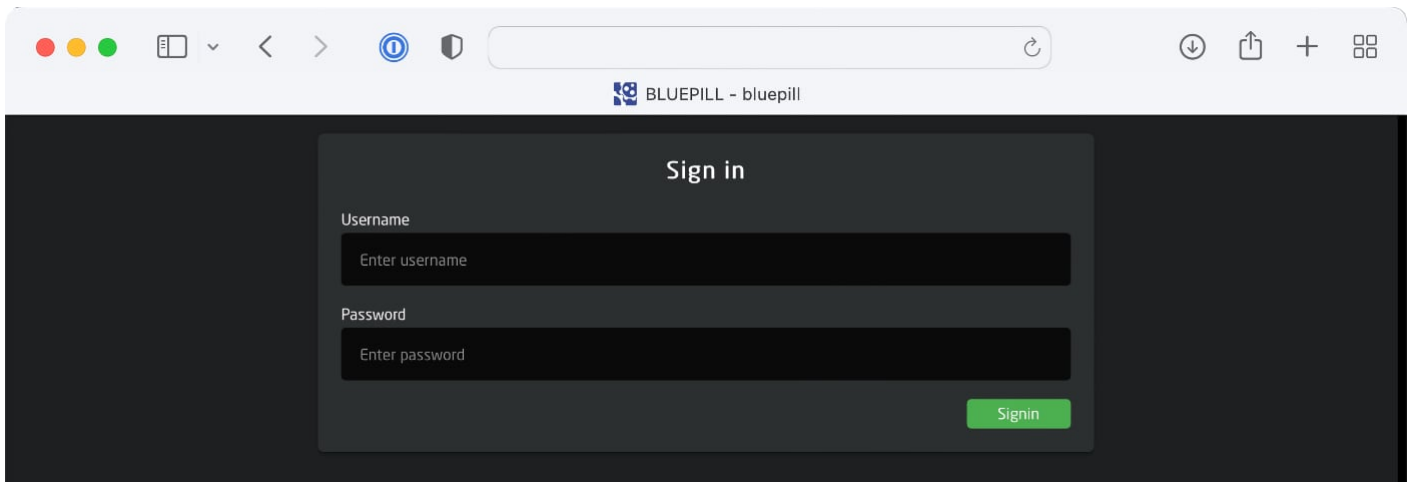 BLUEPILL - bluepill
Sign in
Username
Enter username
Password
Enter password
Signin